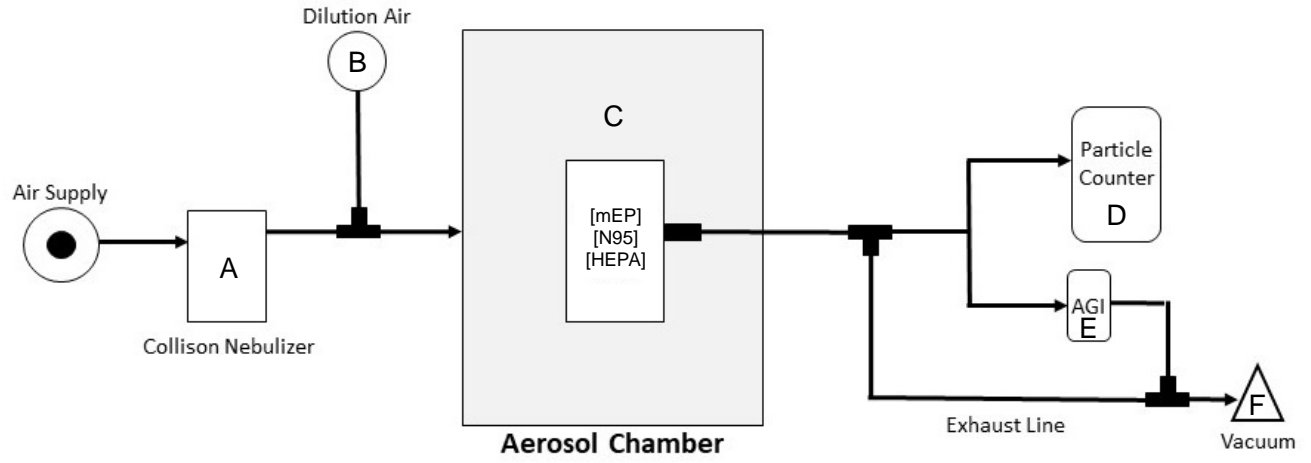 Dilution Air
B
Air Supply
A
Collison Nebulizer
C
[mEP]
[N95]
[HEPA]
Aerosol Chamber
Particle
Counter
D
AGI
E
Exhaust Line
F
Vacuum